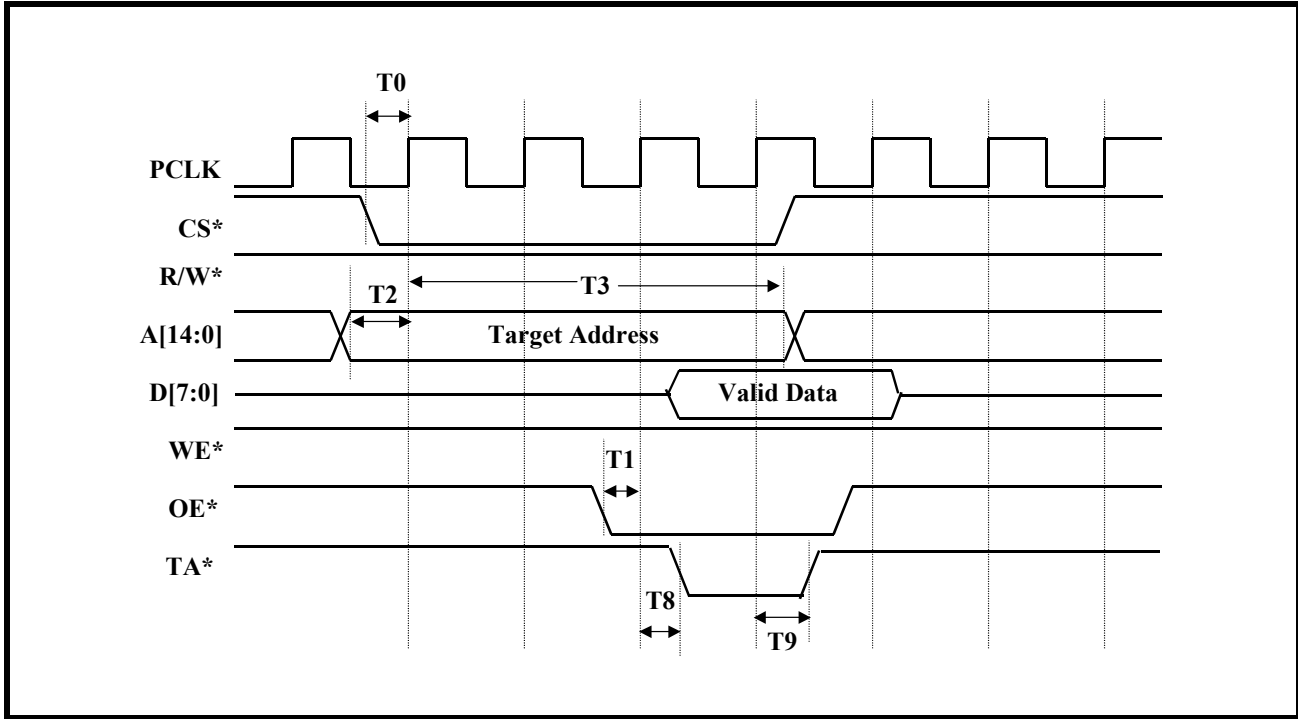 T0
PCLK
CS*
R/W*
T2
T3
A[14:0]
Target Address
D[7:0]
Valid Data
WE*
T1
OE*
TA*
T8
T9